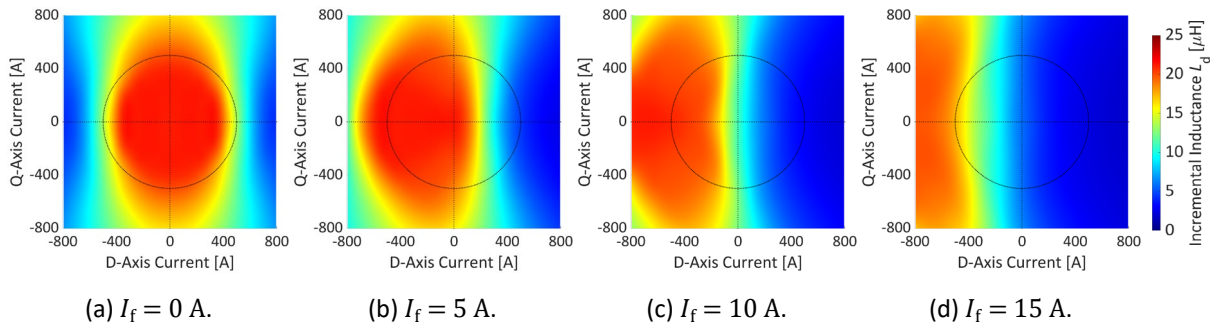 800
400
0
-400
-800
Q-Axis Current [A]
-800 -400 0 400 800
D-Axis Current [A]
(a) I_f = 0 A.
800
400
0
-400
-800
Q-Axis Current [A]
-800 -400 0 400 800
D-Axis Current [A]
(b) I_f = 5 A.
800
400
0
-400
-800
Q-Axis Current [A]
-800 -400 0 400 800
D-Axis Current [A]
(c) I_f = 10 A.
800
400
0
-400
-800
Q-Axis Current [A]
-800 -400 0 400 800
D-Axis Current [A]
(d) I_f = 15 A.
25
20
15
10
5
0
Incremental Inductance L_d [μH]